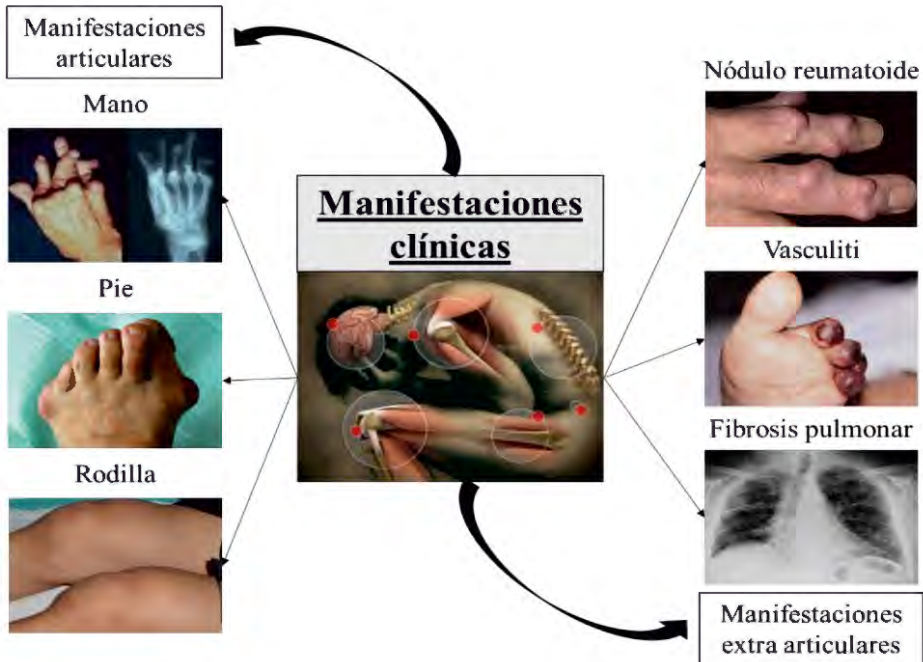 Manifestaciones
articulares
Mano
Pie
Rodilla
Manifestaciones
clínicas
Nódulo reumatoide
Vasculiti
Fibrosis pulmonar
Manifestaciones
extra articulares